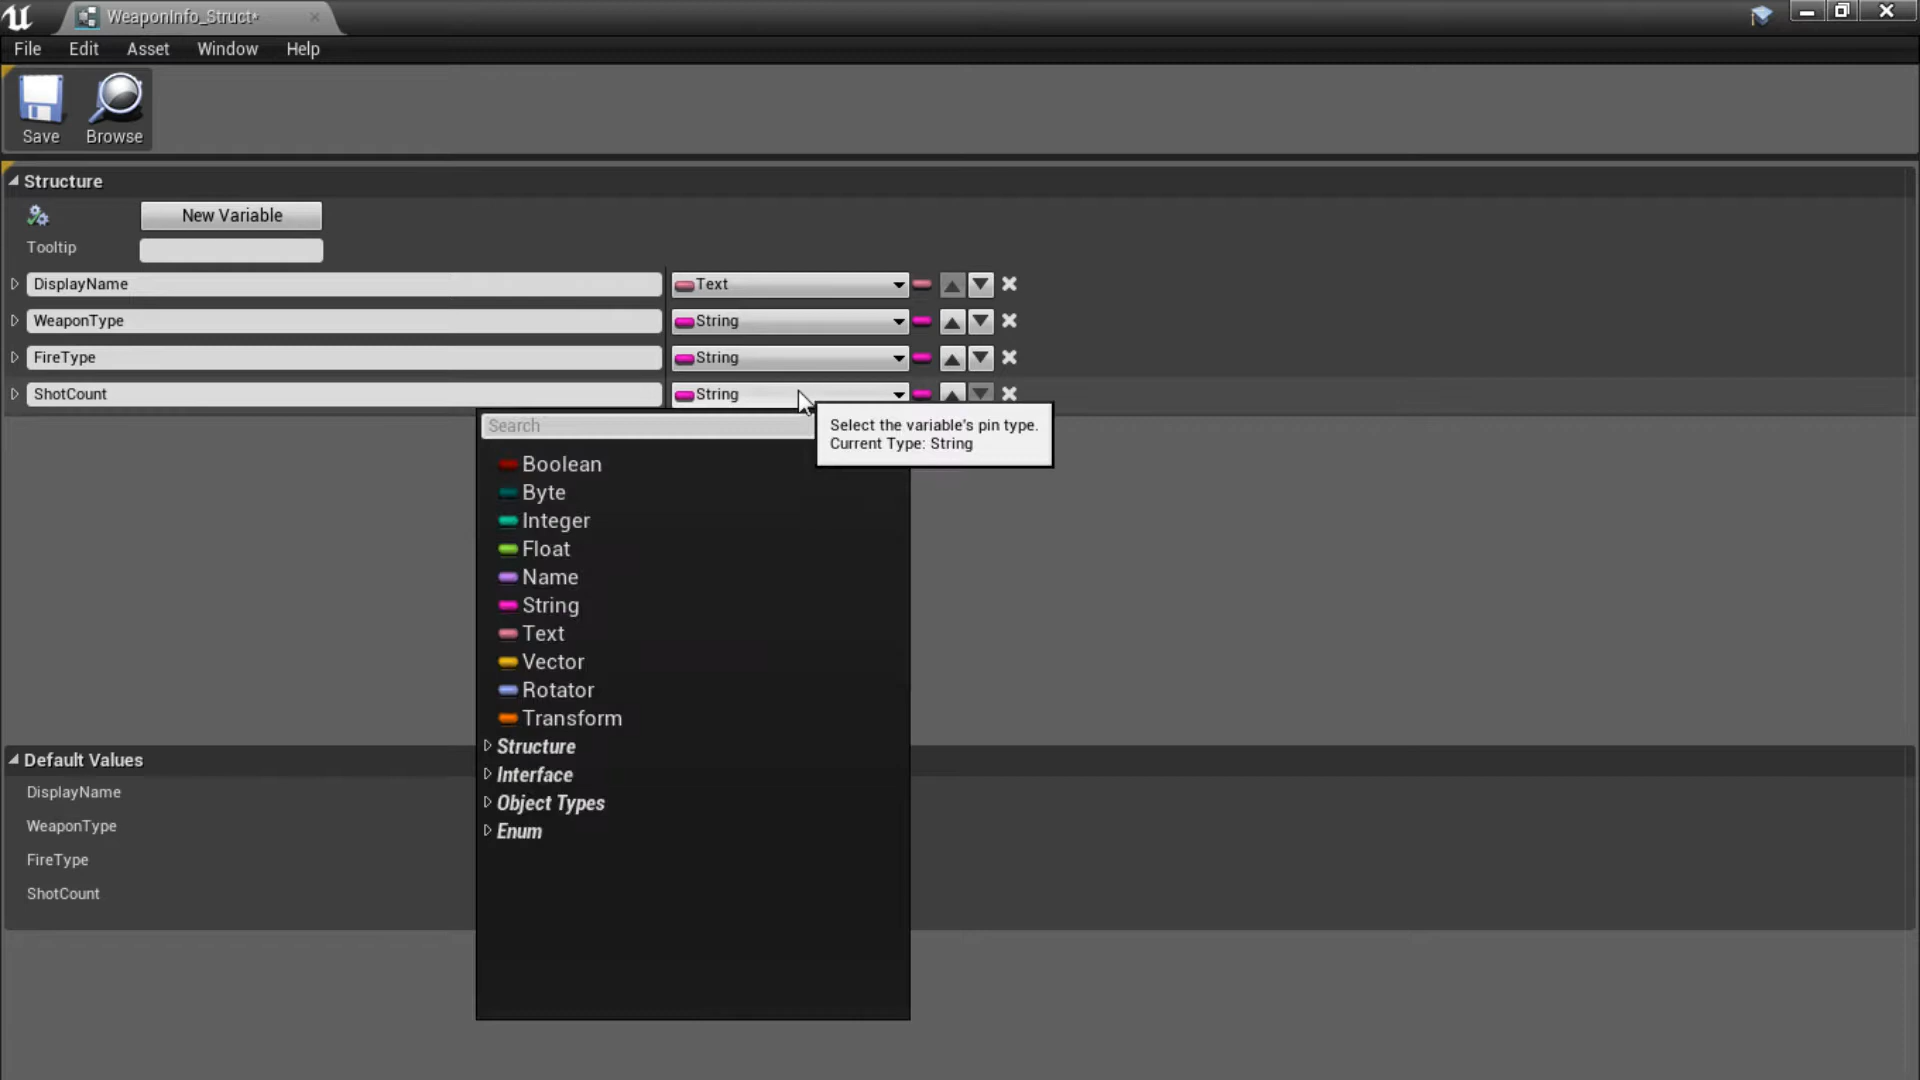 WeaponInfo_Struct*
File Edit Asset Window Help
Save Browse
Structure
New Variable
Tooltip
DisplayName Text
WeaponType String
FireType String
ShotCount String
Search
Select the variable's pin type.
Current Type: String
Boolean
Byte
Integer
Float
Name
String
Text
Vector
Rotator
Transform
Structure
Interface
Object Types
Enum
Default Values
DisplayName
WeaponType
FireType
ShotCount